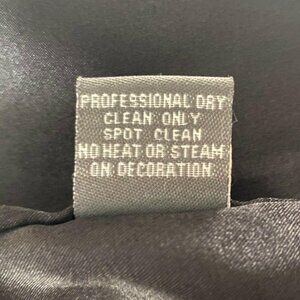 PROFESSIONAL DRY
CLEAN ONLY
SPOT CLEAN
NO HEAT OR STEAM
ON DECORATION.